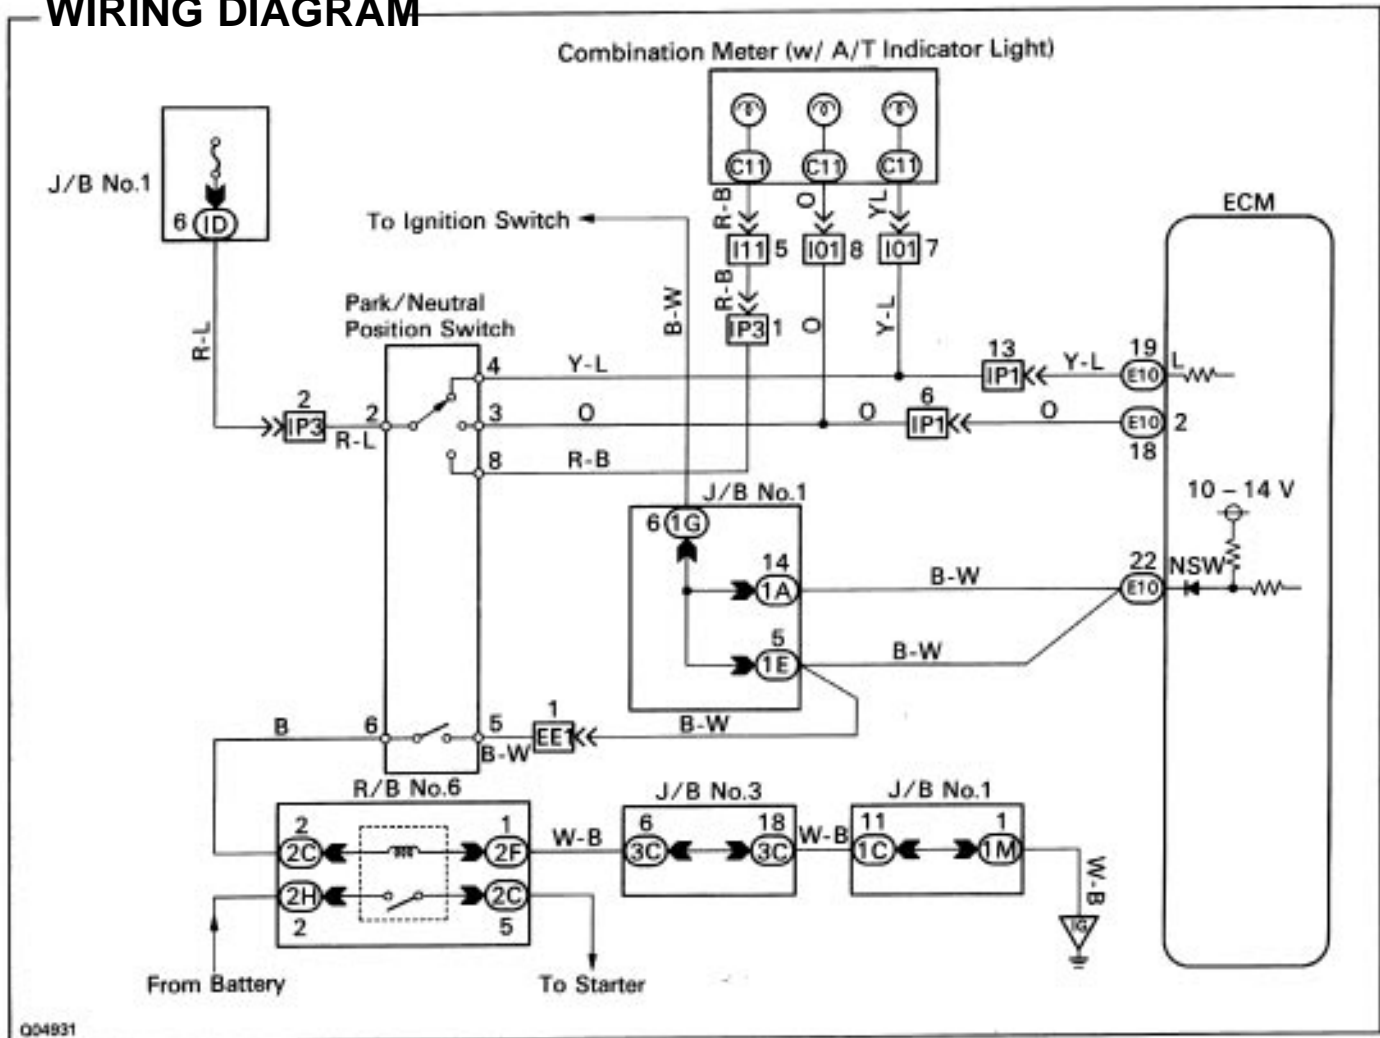 WIRING DIAGRAM
Combination Meter (w/ A/T Indicator Light)
J/B No.1
6 ID
C11 C11 C11
R-B O YL
To Ignition Switch
I11 5 I01 8 I01 7
ECM
R-L
Park/Neutral
Position Switch
B-W
R-B O Y-L
IP3 1
4 Y-L 13 IP1 Y-L 19 E10 L
2 IP3 R-L 2 3 O O 6 IP1 O E10 2
18
8 R-B
J/B No.1
10 – 14 V
6 1G
14 1A B-W 22 E10 NSW
5 1E B-W
B 6 5 B-W 1 EE1 B-W
R/B No.6
J/B No.3
J/B No.1
2 1 6 18 11 1
2C 2F W-B 3C 3C W-B 1C 1M W-B
2H 2C
2 5
IG
From Battery
To Starter
Q04931